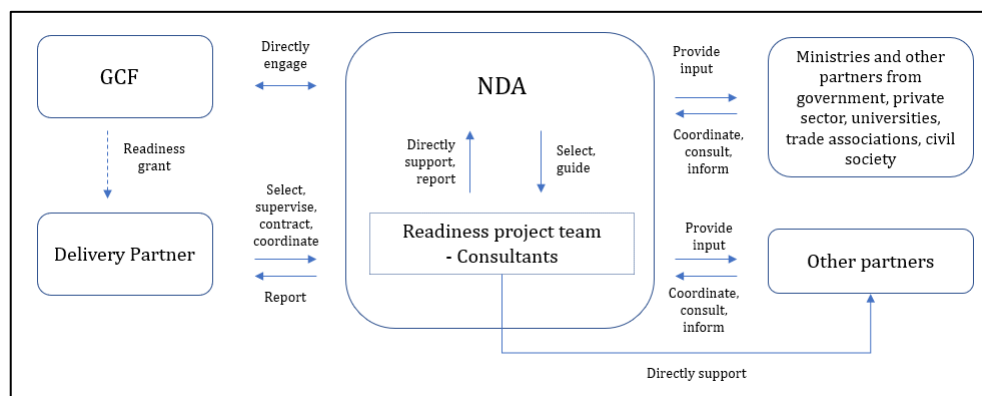 GCF
Directly
engage
NDA
Provide
input
Coordinate,
consult,
inform
Ministries and other
partners from
government, private
sector, universities,
trade associations, civil
society
Readiness
grant
Directly
support,
report
Select,
guide
Delivery Partner
Select,
supervise,
contract,
coordinate
Report
Readiness project team
- Consultants
Provide
input
Coordinate,
consult,
inform
Other partners
Directly support